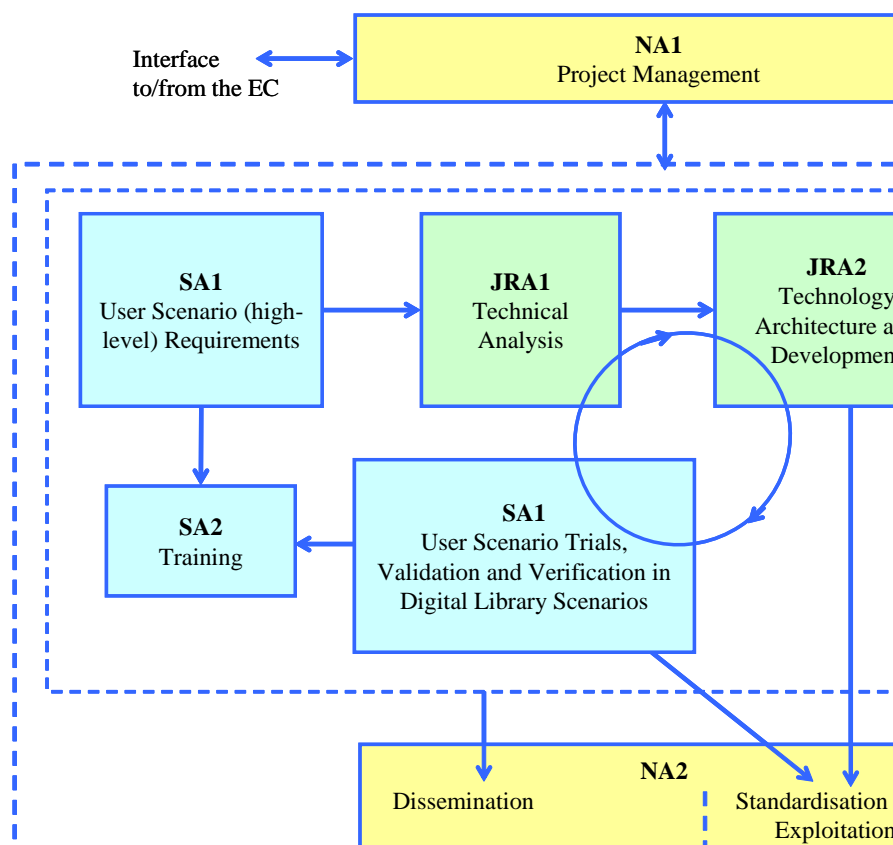 NA1
Project Management
Interface
to/from the EC
SA1
User Scenario (high-
level) Requirements
JRA1
Technical
Analysis
JRA2
Technology
Architecture a
Developmen
SA2
Training
SA1
User Scenario Trials,
Validation and Verification in
Digital Library Scenarios
NA2
Dissemination
Standardisation
Exploitation